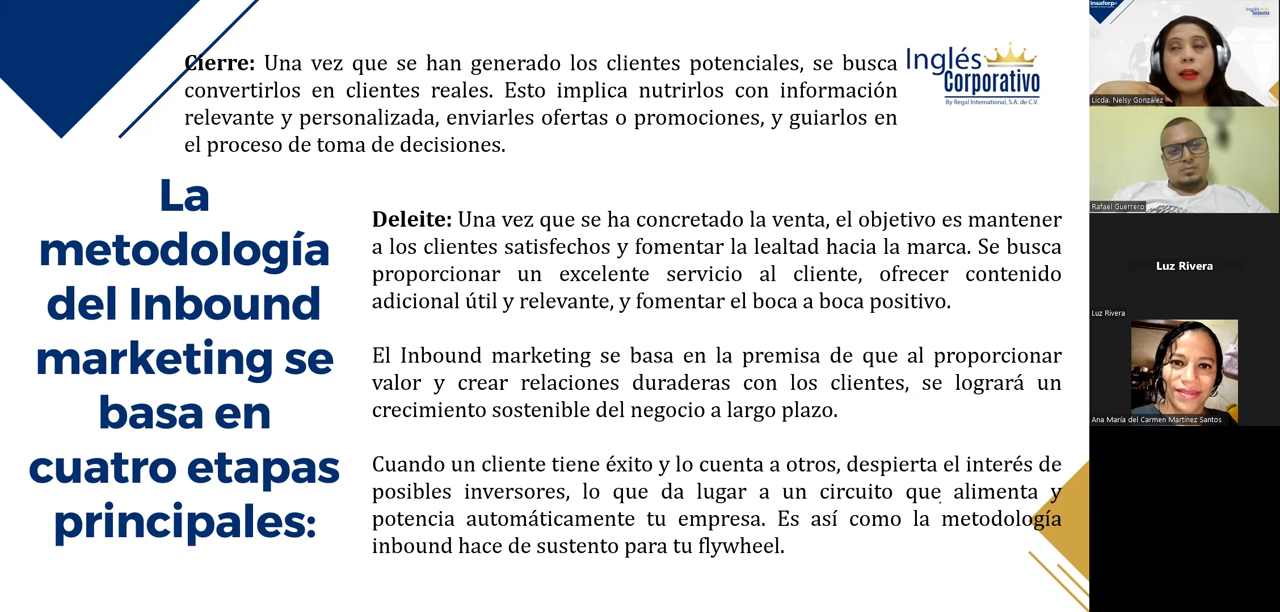 Cierre: Una vez que se han generado los clientes potenciales, se busca
convertirlos en clientes reales. Esto implica nutrirlos con información
relevante y personalizada, enviarles ofertas o promociones, y guiarlos en
el proceso de toma de decisiones.
Inglés
Corporativo
By Regal International, S.A. de C.V.
La
metodología
del Inbound
marketing se
basa en
cuatro etapas
principales:
Deleite: Una vez que se ha concretado la venta, el objetivo es mantener
a los clientes satisfechos y fomentar la lealtad hacia la marca. Se busca
proporcionar un excelente servicio al cliente, ofrecer contenido
adicional útil y relevante, y fomentar el boca a boca positivo.
El Inbound marketing se basa en la premisa de que al proporcionar
valor y crear relaciones duraderas con los clientes, se logrará un
crecimiento sostenible del negocio a largo plazo.
Cuando un cliente tiene éxito y lo cuenta a otros, despierta el interés de
posibles inversores, lo que da lugar a un circuito que alimenta y
potencia automáticamente tu empresa. Es así como la metodología
inbound hace de sustento para tu flywheel.
Insaforp
Inglés
Corporativo
Licda. Nelsy González
Rafael Guerrero
Luz Rivera
Luz Rivera
Ana María del Carmen Martínez Santos